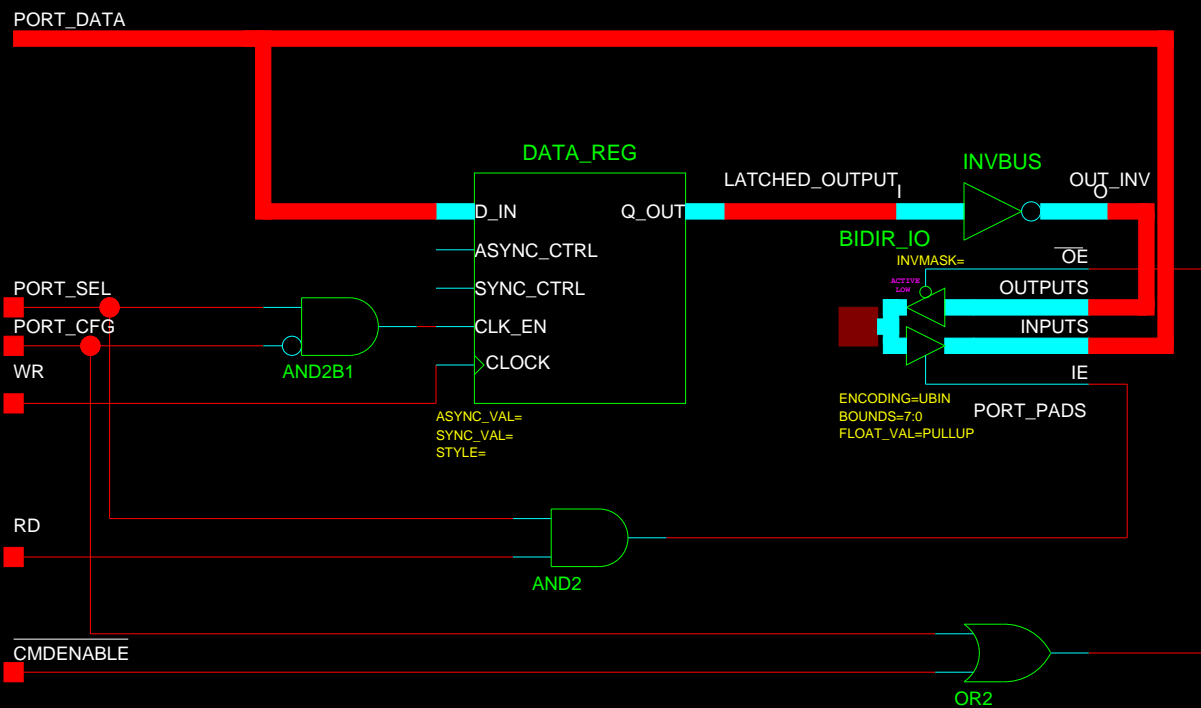 PORT_DATA
DATA_REG
INVBUS
LATCHED_OUTPUT
I
OUT_INV
O
D_IN
Q_OUT
BIDIR_IO
ASYNC_CTRL
INVMASK=
OE
ACTIVE
LOW
PORT_SEL
SYNC_CTRL
OUTPUTS
PORT_CFG
CLK_EN
INPUTS
WR
AND2B1
CLOCK
IE
ENCODING=UBIN
PORT_PADS
BOUNDS=7:0
FLOAT_VAL=PULLUP
ASYNC_VAL=
SYNC_VAL=
STYLE=
RD
AND2
CMDENABLE
OR2